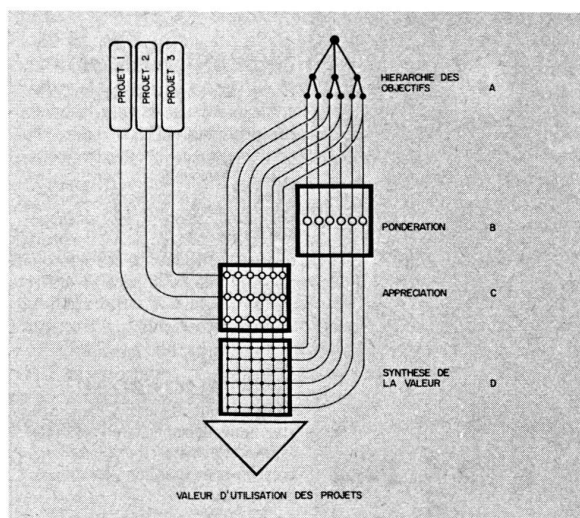 PROJET 1
PROJET 2
PROJET 3
HIERARCHIE DES
OBJECTIFS A
PONDERATION B
APPRECIATION C
SYNTHESE DE
LA VALEUR D
VALEUR D'UTILISATION DES PROJETS